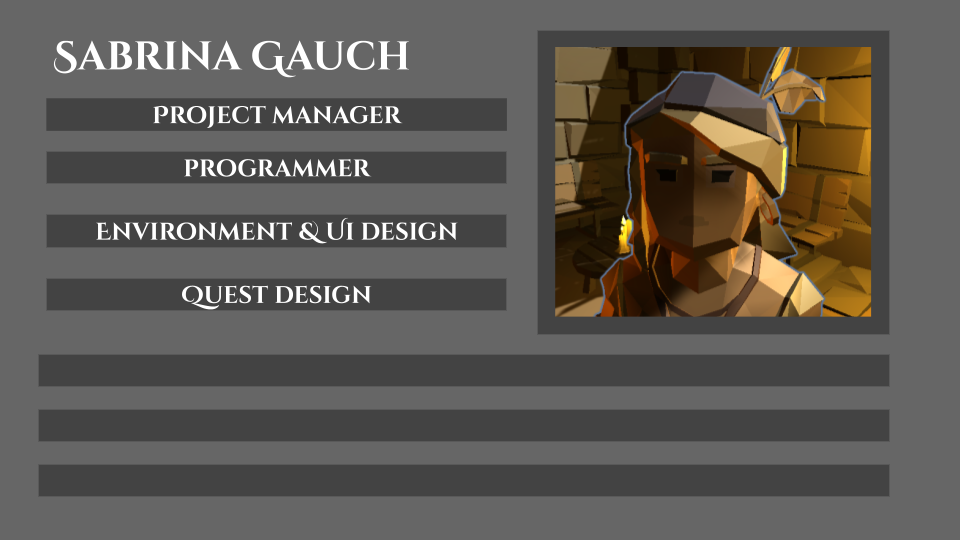 Sabrina Gauch
Project manager
Programmer
Environment & UI design
Quest design